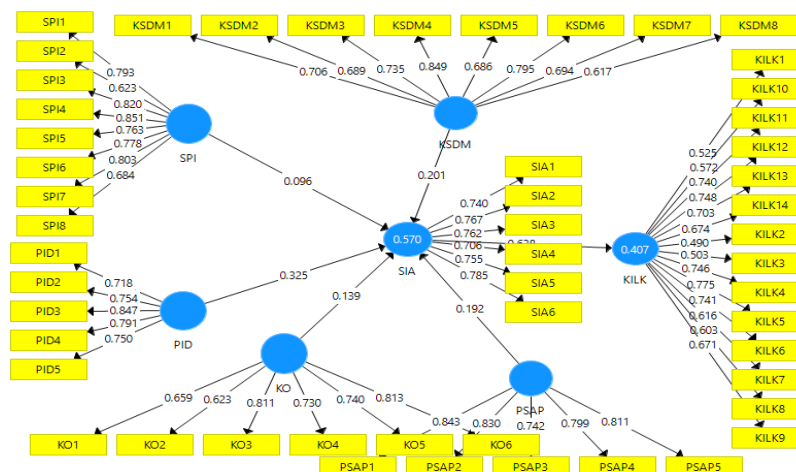 SPI1
SPI2
SPI3
SPI4
SPI5
SPI6
SPI7
SPI8
0.793
0.623
0.820
0.851
0.763
0.778
0.803
0.684
SPI
KSDM1
KSDM2
KSDM3
KSDM4
KSDM5
KSDM6
KSDM7
KSDM8
0.706
0.689
0.735
0.849
0.686
0.795
0.694
0.617
KSDM
0.096
0.201
PID1
PID2
PID3
PID4
PID5
0.718
0.754
0.847
0.791
0.750
PID
0.325
0.139
0.192
0.570
SIA
0.740
0.767
0.762
0.706
0.755
0.785
SIA1
SIA2
SIA3
SIA4
SIA5
SIA6
0.407
KILK
0.525
0.572
0.740
0.748
0.703
0.674
0.490
0.503
0.746
0.775
0.741
0.616
0.603
0.671
KILK1
KILK10
KILK11
KILK12
KILK13
KILK14
KILK2
KILK3
KILK4
KILK5
KILK6
KILK7
KILK8
KILK9
KO
0.659
0.623
0.811
0.730
0.740
0.813
KO1
KO2
KO3
KO4
KO5
KO6
PSAP
0.843
0.830
0.742
0.799
0.811
PSAP1
PSAP2
PSAP3
PSAP4
PSAP5